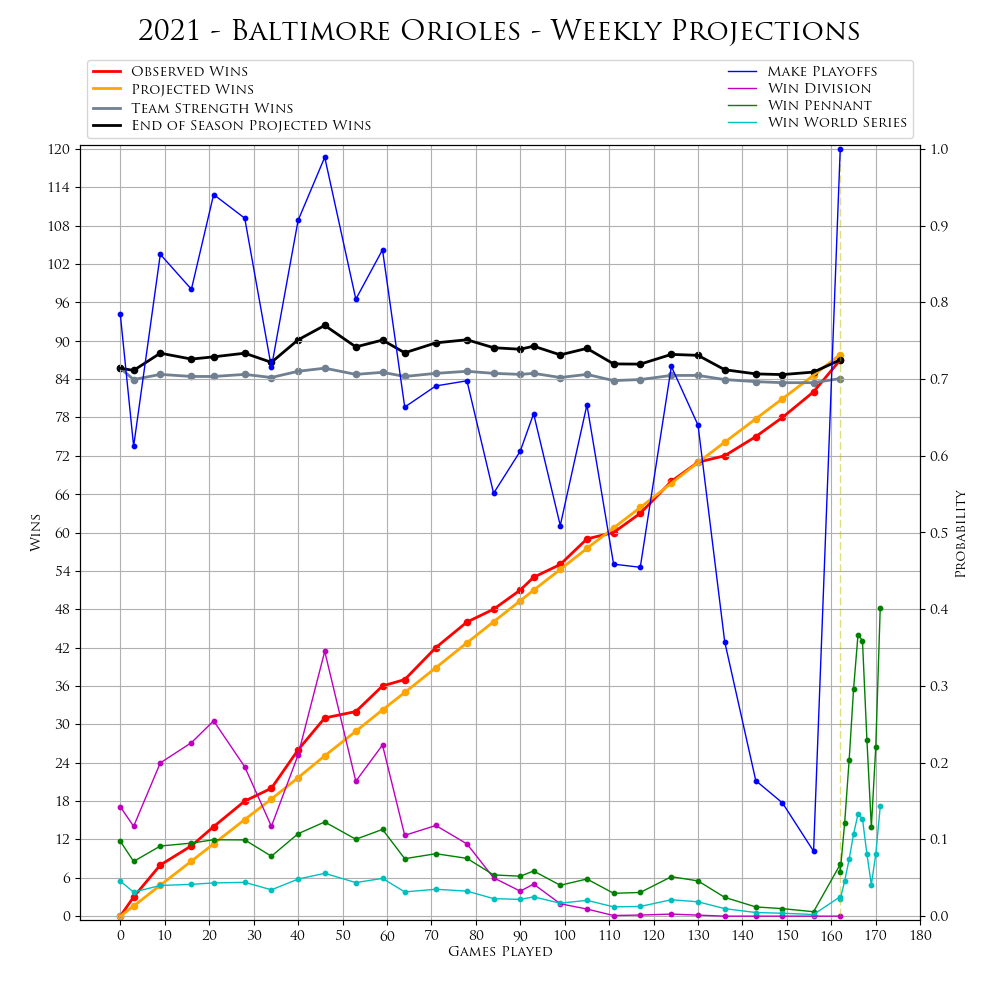 2021 - Baltimore Orioles - Weekly Projections
Observed Wins
Projected Wins
Team Strength Wins
End of Season Projected Wins
Make Playoffs
Win Division
Win Pennant
Win World Series
120
114
108
102
96
90
84
78
72
66
60
54
48
42
36
30
24
18
12
6
0
Wins
1.0
0.9
0.8
0.7
0.6
0.5
0.4
0.3
0.2
0.1
0.0
Probability
0 10 20 30 40 50 60 70 80 90 100 110 120 130 140 150 160 170 180
Games Played